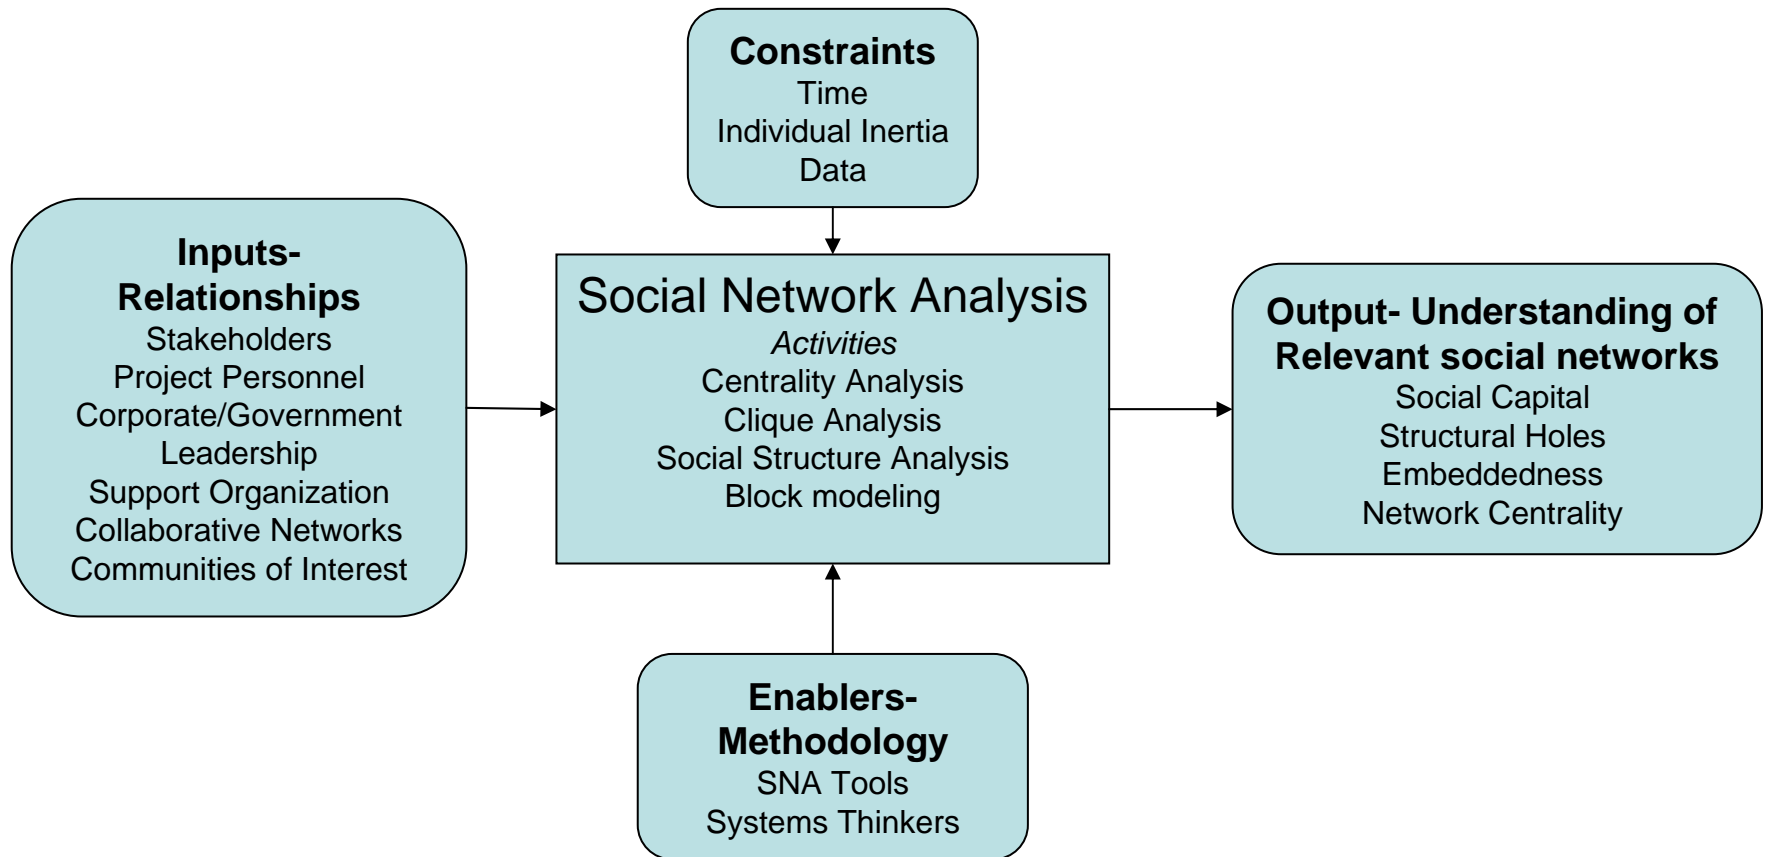 Constraints
Time
Individual Inertia
Data
Inputs-
Relationships
Stakeholders
Project Personnel
Corporate/Government
Leadership
Support Organization
Collaborative Networks
Communities of Interest
Social Network Analysis
Activities
Centrality Analysis
Clique Analysis
Social Structure Analysis
Block modeling
Output- Understanding of
Relevant social networks
Social Capital
Structural Holes
Embeddedness
Network Centrality
Enablers-
Methodology
SNA Tools
Systems Thinkers